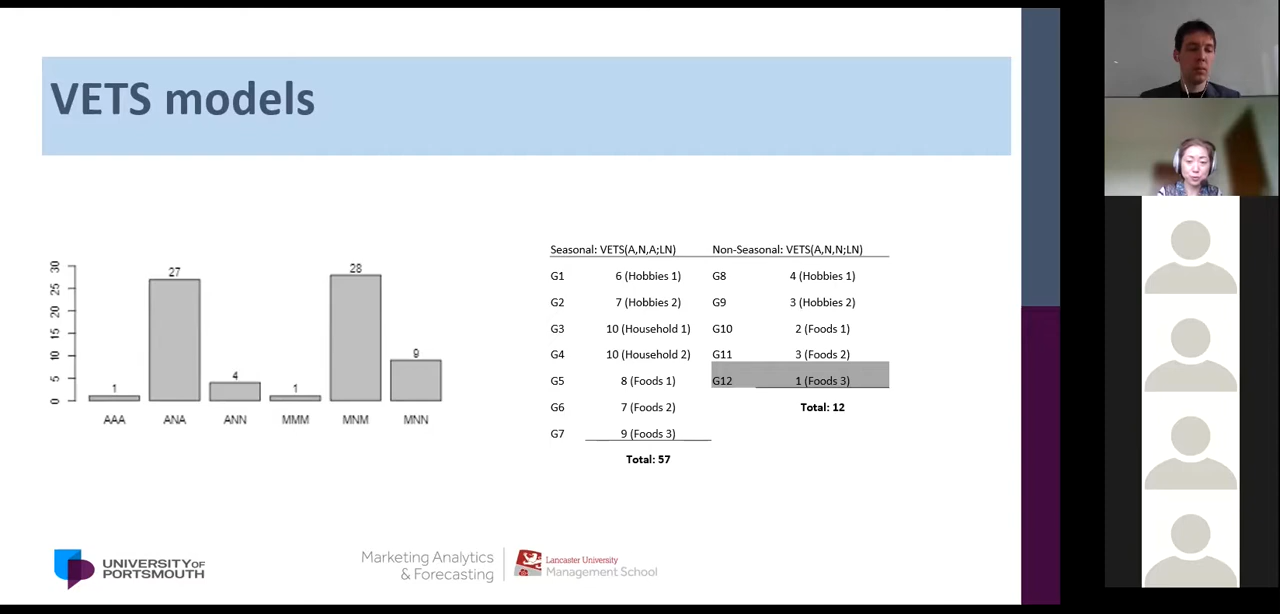 VETS models
30
25
20
15
10
5
0
1
27
4
1
28
9
AAA ANA ANN MMM MNM MNN
Seasonal: VETS(A,N,A;LN) Non-Seasonal: VETS(A,N,N;LN)
G1 6 (Hobbies 1) G8 4 (Hobbies 1)
G2 7 (Hobbies 2) G9 3 (Hobbies 2)
G3 10 (Household 1) G10 2 (Foods 1)
G4 10 (Household 2) G11 3 (Foods 2)
G5 8 (Foods 1) G12 1 (Foods 3)
G6 7 (Foods 2) Total: 12
G7 9 (Foods 3)
Total: 57
UNIVERSITY OF
PORTSMOUTH
Marketing Analytics
& Forecasting
Lancaster University
Management School